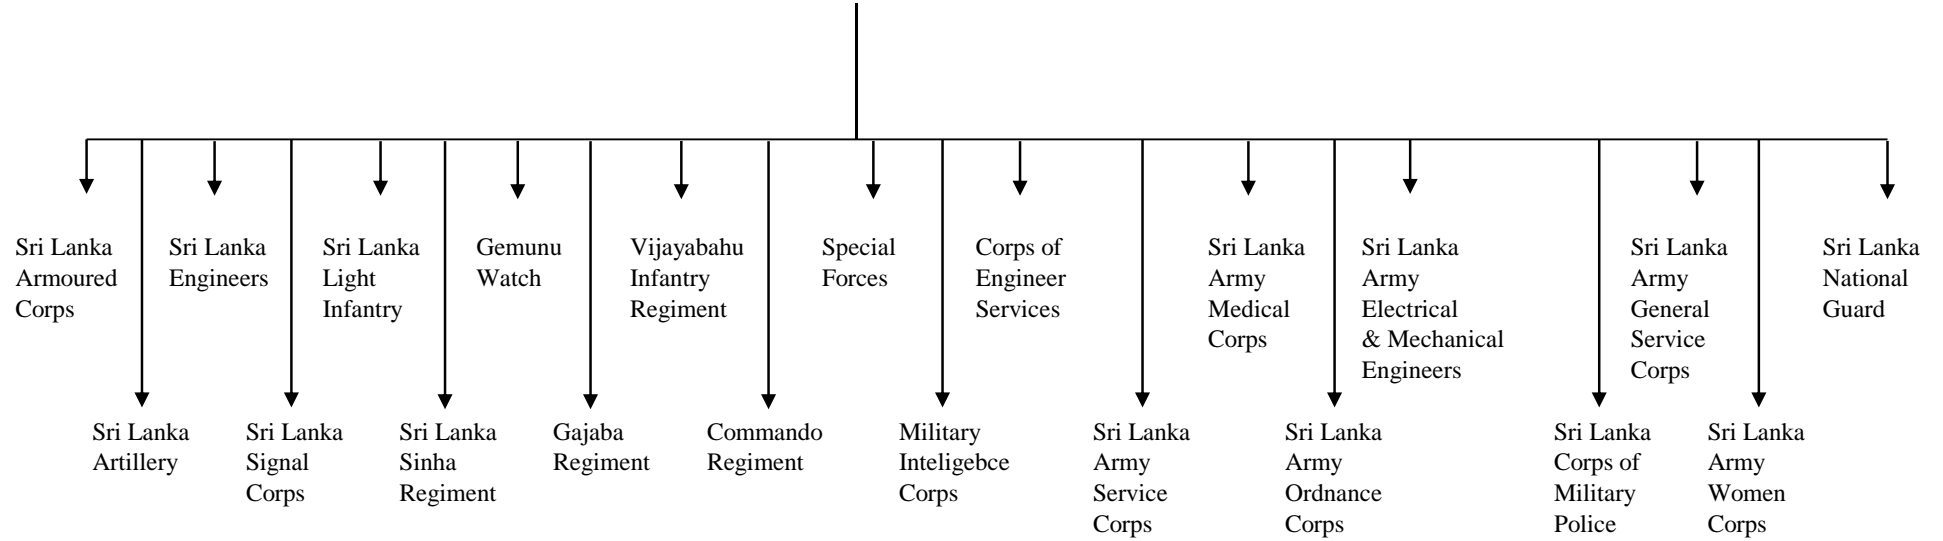 Sri Lanka
Armoured
Corps
Sri Lanka
Engineers
Sri Lanka
Light
Infantry
Gemunu
Watch
Vijayabahu
Infantry
Regiment
Special
Forces
Corps of
Engineer
Services
Sri Lanka
Army
Medical
Corps
Sri Lanka
Army
Electrical
& Mechanical
Engineers
Sri Lanka
Army
General
Service
Corps
Sri Lanka
National
Guard
Sri Lanka
Artillery
Sri Lanka
Signal
Corps
Sri Lanka
Sinha
Regiment
Gajaba
Regiment
Commando
Regiment
Military
Inteligebce
Corps
Sri Lanka
Army
Service
Corps
Sri Lanka
Army
Ordnance
Corps
Sri Lanka
Corps of
Military
Police
Sri Lanka
Army
Women
Corps